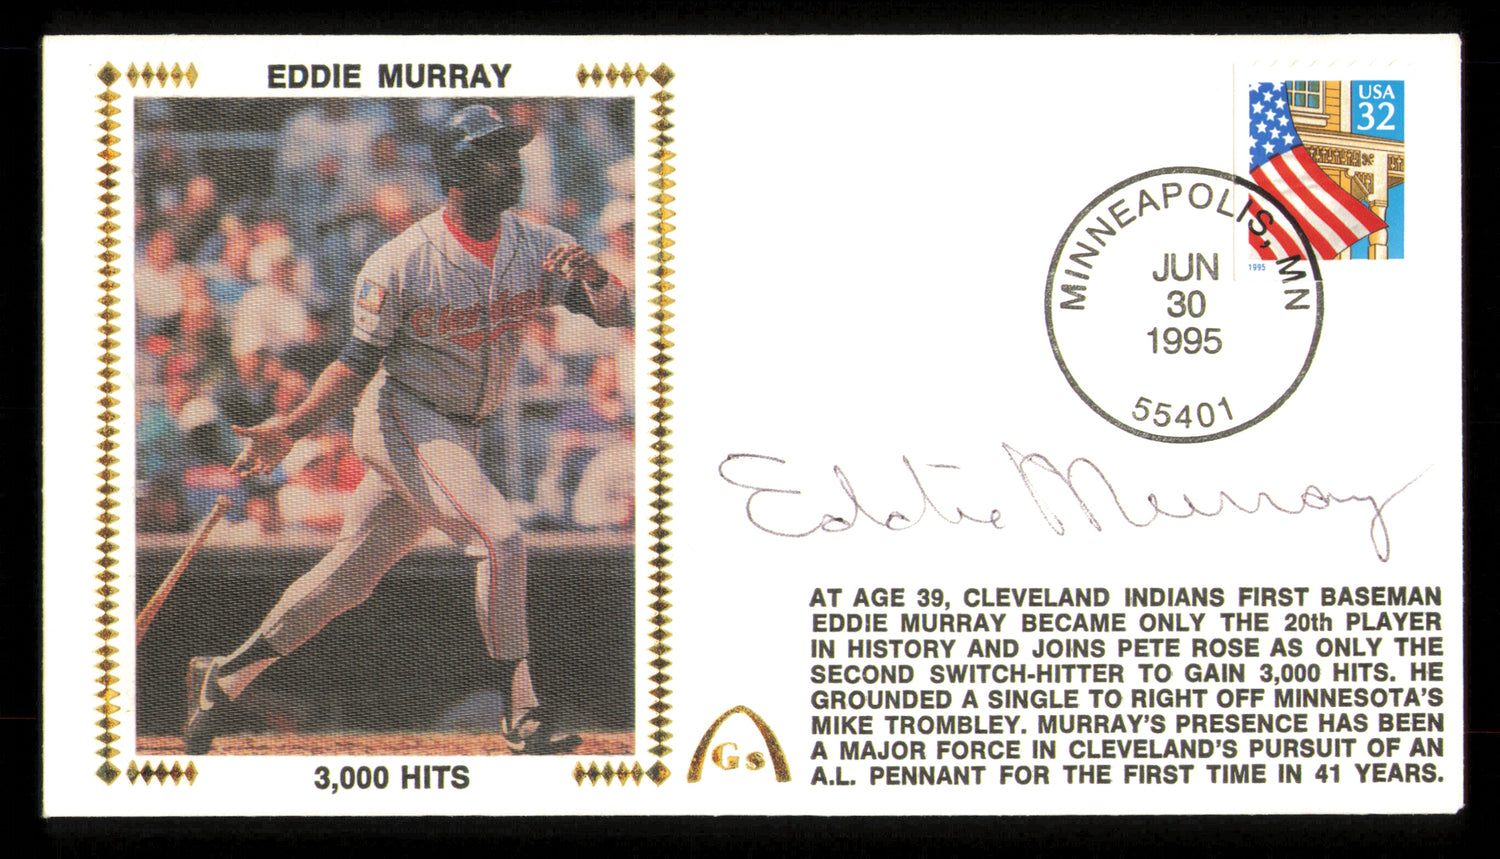 EDDIE MURRAY
Cleveland
3,000 HITS
USA
32
1995
MINNEAPOLIS, MN
JUN
30
1995
55401
Eddie Murray
AT AGE 39, CLEVELAND INDIANS FIRST BASEMAN
EDDIE MURRAY BECAME ONLY THE 20th PLAYER
IN HISTORY AND JOINS PETE ROSE AS ONLY THE
SECOND SWITCH-HITTER TO GAIN 3,000 HITS. HE
GROUNDED A SINGLE TO RIGHT OFF MINNESOTA'S
MIKE TROMBLEY. MURRAY'S PRESENCE HAS BEEN
A MAJOR FORCE IN CLEVELAND'S PURSUIT OF AN
A.L. PENNANT FOR THE FIRST TIME IN 41 YEARS.
Gs